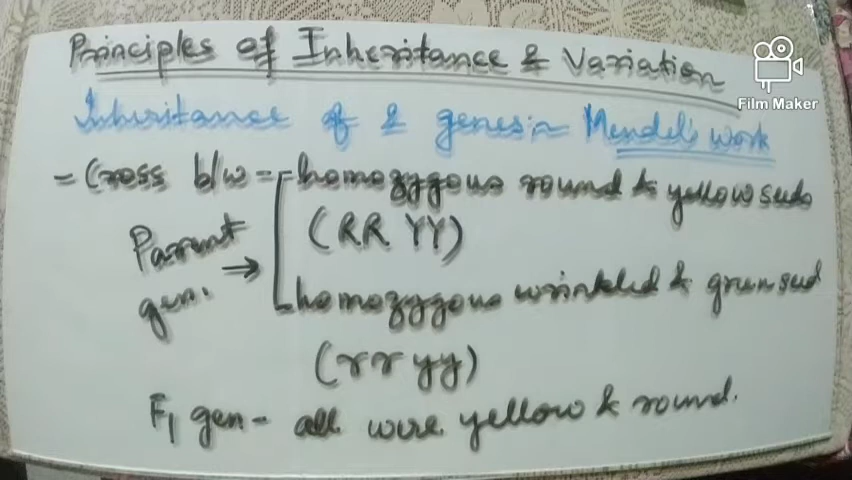 Principles of Inheritance & Variation
Film Maker
Inheritance of 2 genes in Mendel's work
= Cross b/w = homozygous round & yellow seeds
Parent gen. → (RR YY)
homozygous wrinkled & green seed
(rr yy)
F1 gen - all were yellow & round.